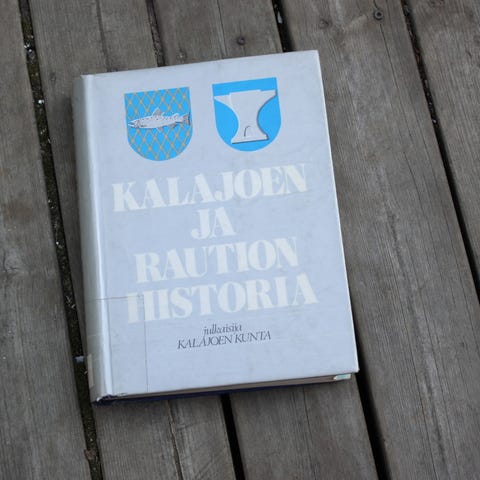 KALAJOEN
JA
RAUTION
HISTORIA
julkaisija
KALAJOEN KUNTA